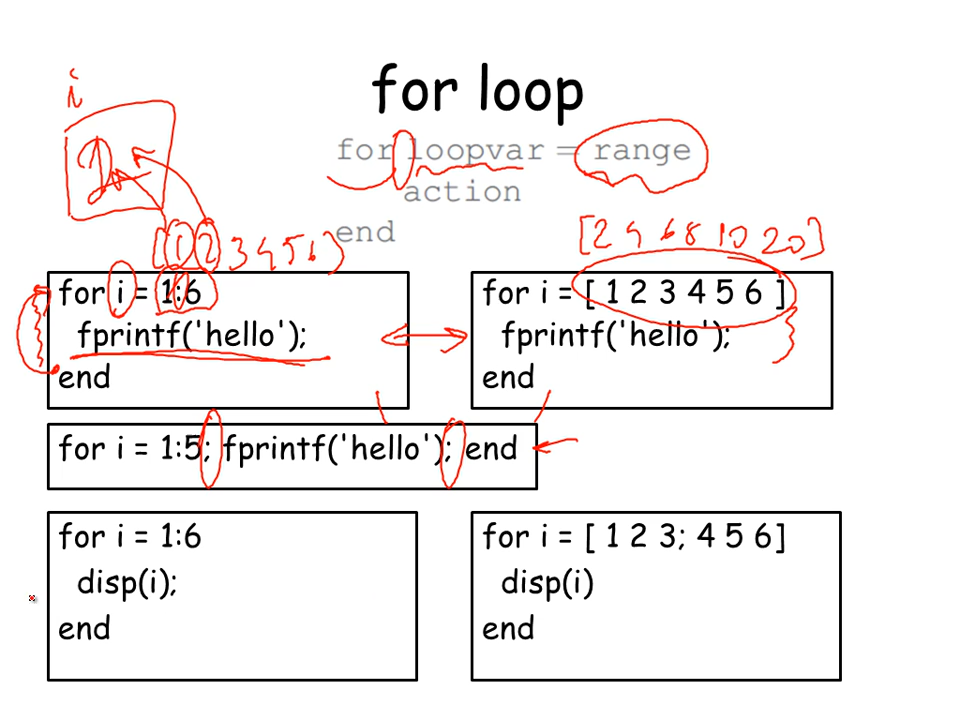 for loop
i
for loopvar = range
action
end
[1 2 3 4 5 6]
[2 4 6 8 10 20]
for i = 1:6
fprintf('hello');
end
for i = [ 1 2 3 4 5 6 ]
fprintf('hello');
end
for i = 1:5; fprintf('hello'); end
for i = 1:6
disp(i);
end
for i = [ 1 2 3; 4 5 6]
disp(i)
end